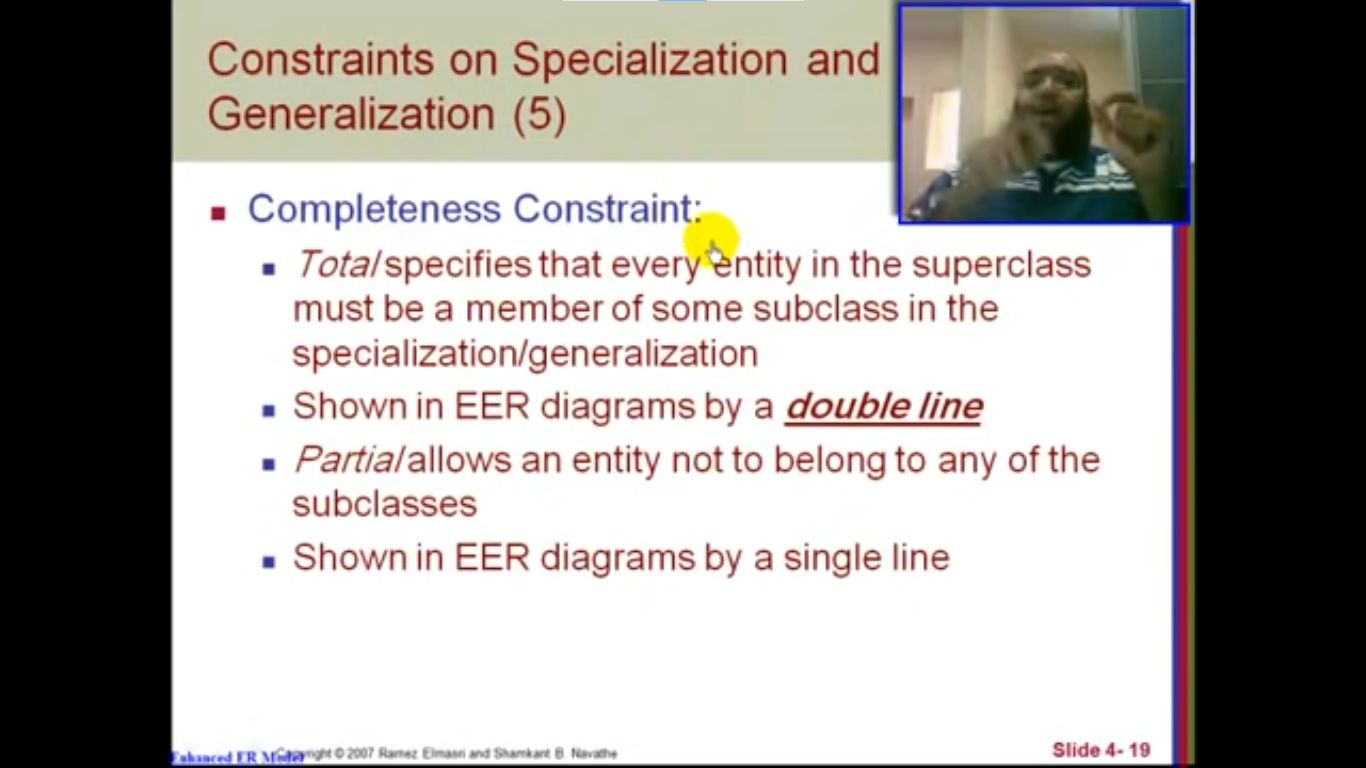 Constraints on Specialization and
Generalization (5)
Completeness Constraint:
Total specifies that every entity in the superclass
must be a member of some subclass in the
specialization/generalization
Shown in EER diagrams by a double line
Partial allows an entity not to belong to any of the
subclasses
Shown in EER diagrams by a single line
Enhanced ER Model
Copyright © 2007 Ramez Elmasri and Shamkant B. Navathe
Slide 4- 19